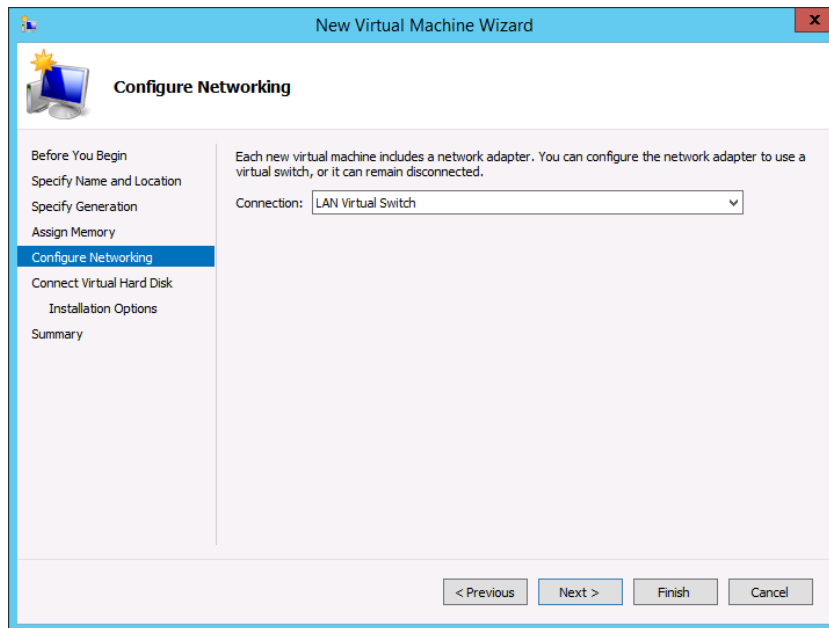 New Virtual Machine Wizard
x
Configure Networking
Before You Begin
Specify Name and Location
Specify Generation
Assign Memory
Configure Networking
Connect Virtual Hard Disk
Installation Options
Summary
Each new virtual machine includes a network adapter. You can configure the network adapter to use a
virtual switch, or it can remain disconnected.
Connection: LAN Virtual Switch
< Previous Next > Finish Cancel